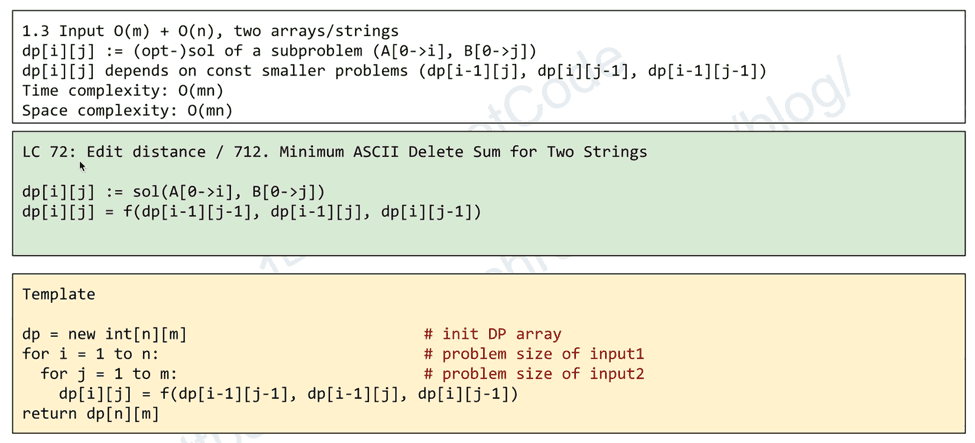 1.3 Input O(m) + O(n), two arrays/strings
dp[i][j] := (opt-)sol of a subproblem (A[0->i], B[0->j])
dp[i][j] depends on const smaller problems (dp[i-1][j], dp[i][j-1], dp[i-1][j-1])
Time complexity: O(mn)
Space complexity: O(mn)
LC 72: Edit distance / 712. Minimum ASCII Delete Sum for Two Strings
dp[i][j] := sol(A[0->i], B[0->j])
dp[i][j] = f(dp[i-1][j-1], dp[i-1][j], dp[i][j-1])
Template
dp = new int[n][m] # init DP array
for i = 1 to n: # problem size of input1
for j = 1 to m: # problem size of input2
dp[i][j] = f(dp[i-1][j-1], dp[i-1][j], dp[i][j-1])
return dp[n][m]